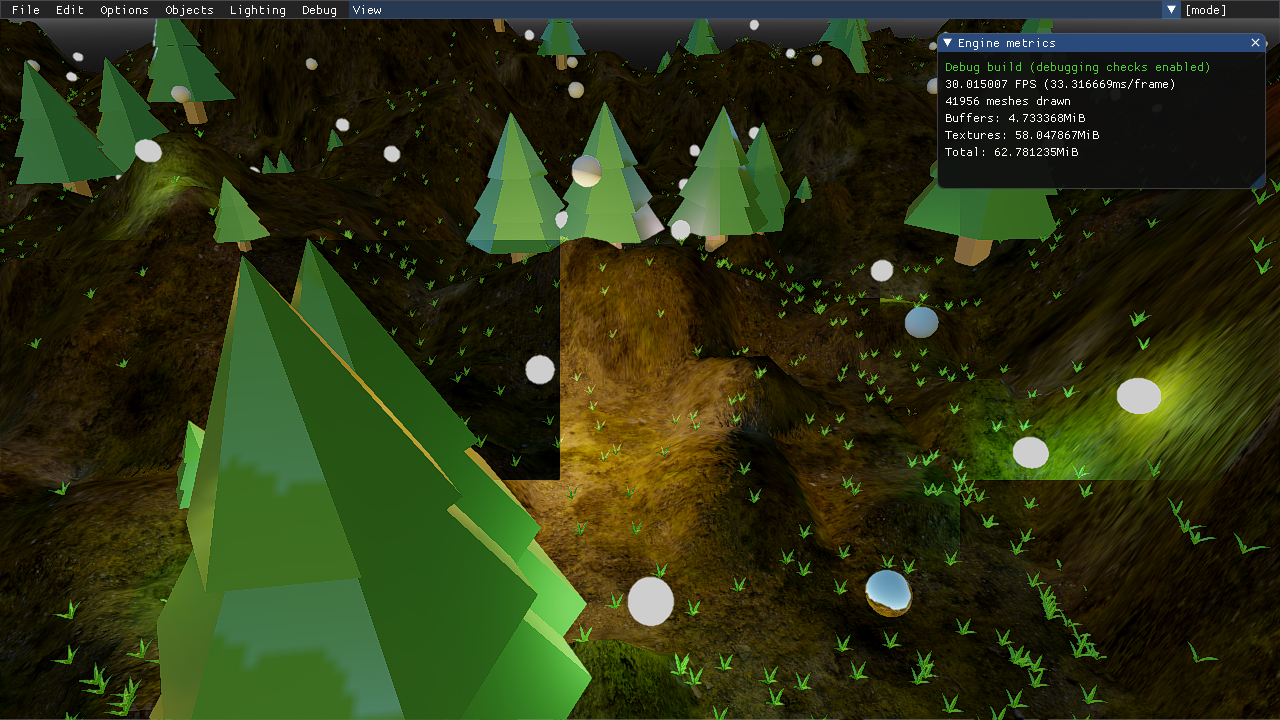 File Edit Options Objects Lighting Debug View [mode]
Engine metrics
Debug build (debugging checks enabled)
30.015007 FPS (33.316669ms/frame)
41956 meshes drawn
Buffers: 4.733368MiB
Textures: 58.047867MiB
Total: 62.781235MiB